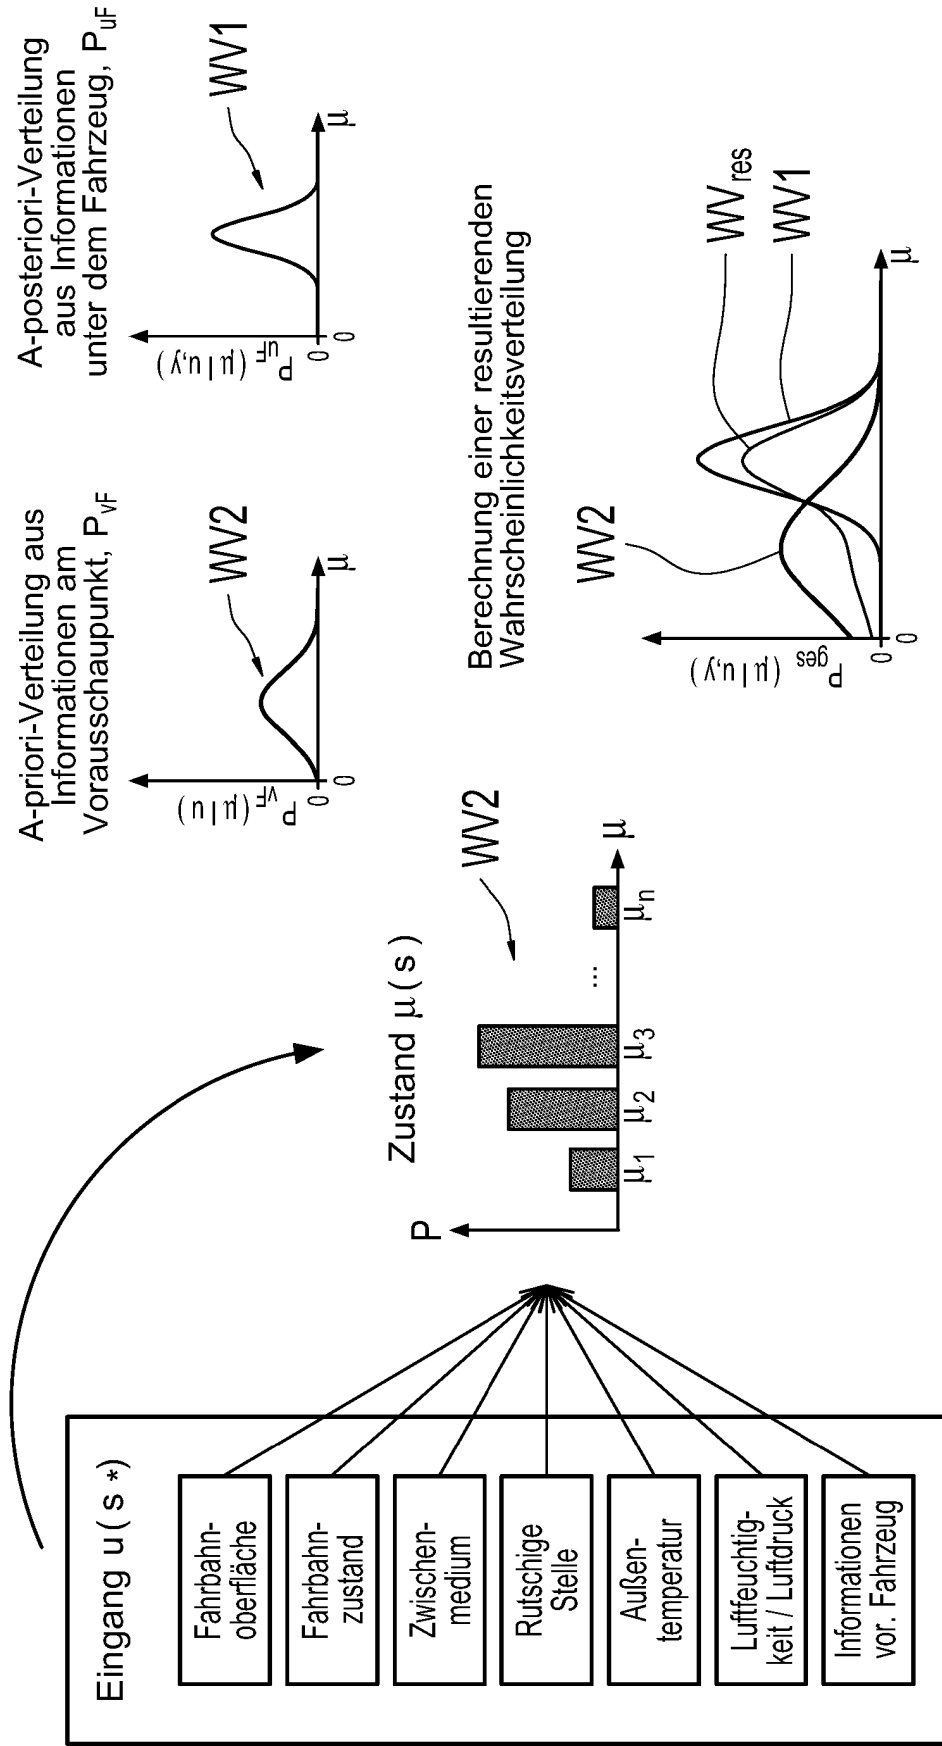 Eingang u ( s * )
Fahrbahn-
oberfläche
Fahrbahn-
zustand
Zwischen-
medium
Rutschige
Stelle
Außen-
temperatur
Luftfeuchtig-
keit / Luftdruck
Informationen
vor. Fahrzeug
Zustand μ ( s )
P
WV2
μ1
μ2
μ3
...
μn
μ
A-priori-Verteilung aus
Informationen am
Vorausschaupunkt, PvF
PvF ( μ | u )
WV2
0
0
μ
A-posteriori-Verteilung
aus Informationen
unter dem Fahrzeug, PuF
PuF ( μ | u,y )
WV1
0
0
μ
Berechnung einer resultierenden
Wahrscheinlichkeitsverteilung
Pges ( μ | u,y )
WV2
WVres
WV1
0
0
μ